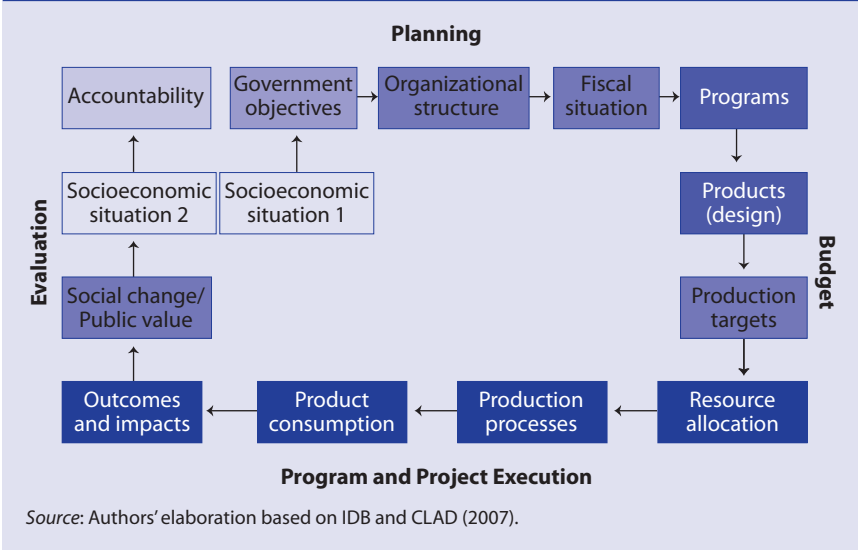 Planning
Accountability
Government
objectives
Organizational
structure
Fiscal
situation
Programs
Socioeconomic
situation 2
Socioeconomic
situation 1
Products
(design)
Evaluation
Budget
Social change/
Public value
Production
targets
Outcomes
and impacts
Product
consumption
Production
processes
Resource
allocation
Program and Project Execution
Source: Authors’ elaboration based on IDB and CLAD (2007).